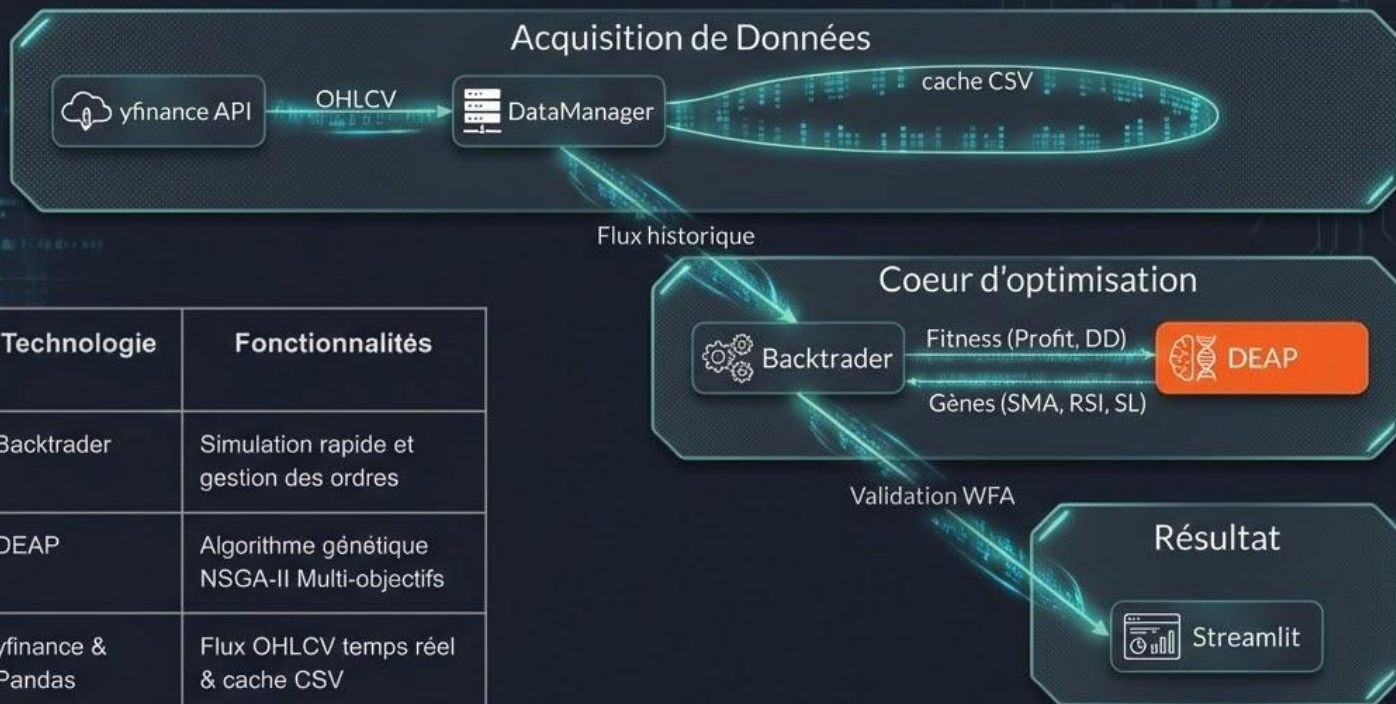 Acquisition de Données
yfinance API
OHLCV
DataManager
cache CSV
Flux historique
Coeur d'optimisation
Backtrader
Fitness (Profit, DD)
DEAP
Gènes (SMA, RSI, SL)
Validation WFA
Résultat
Streamlit
Technologie
Fonctionnalités
Backtrader
Simulation rapide et
gestion des ordres
DEAP
Algorithme génétique
NSGA-II Multi-objectifs
yfinance &
Pandas
Flux OHLCV temps réel
& cache CSV